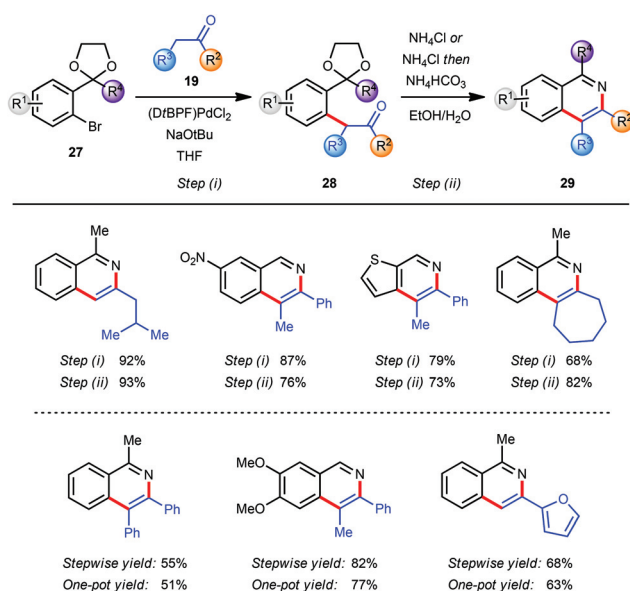 O
R³ R²
19
O O
R⁴
R¹
Br
27
(DtBPF)PdCl₂
NaOtBu
THF
Step (i)
O O
R⁴
R¹
O
R³ R²
28
NH₄Cl or
NH₄Cl then
NH₄HCO₃
EtOH/H₂O
Step (ii)
R⁴
R¹
N
R²
R³
29
Me
N
Me
Me
Step (i) 92%
Step (ii) 93%
O₂N
N
Ph
Me
Step (i) 87%
Step (ii) 76%
S
N
Ph
Me
Step (i) 79%
Step (ii) 73%
Me
N
Step (i) 68%
Step (ii) 82%
Me
N
Ph
Ph
Stepwise yield: 55%
One-pot yield: 51%
MeO
MeO
N
Ph
Me
Stepwise yield: 82%
One-pot yield: 77%
Me
N
O
Stepwise yield: 68%
One-pot yield: 63%